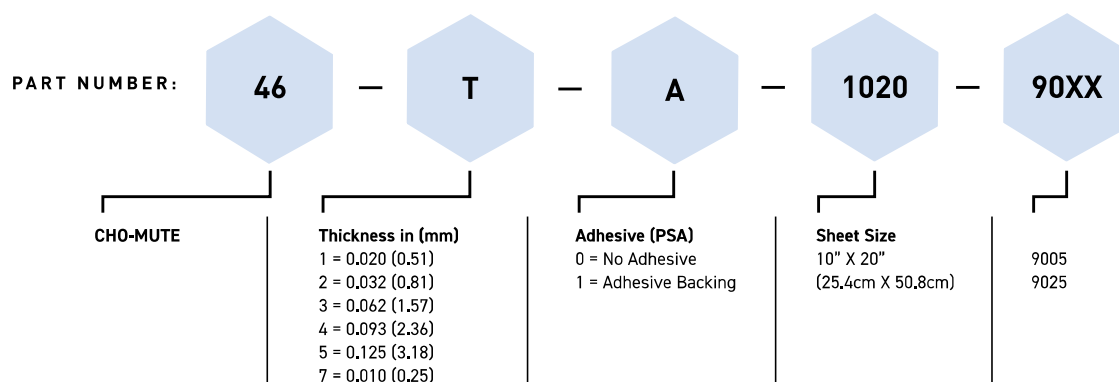 PART NUMBER: 46 — T — A — 1020 — 90XX
CHO-MUTE
Thickness in (mm)
1 = 0.020 (0.51)
2 = 0.032 (0.81)
3 = 0.062 (1.57)
4 = 0.093 (2.36)
5 = 0.125 (3.18)
7 = 0.010 (0.25)
Adhesive (PSA)
0 = No Adhesive
1 = Adhesive Backing
Sheet Size
10” X 20”
(25.4cm X 50.8cm)
9005
9025